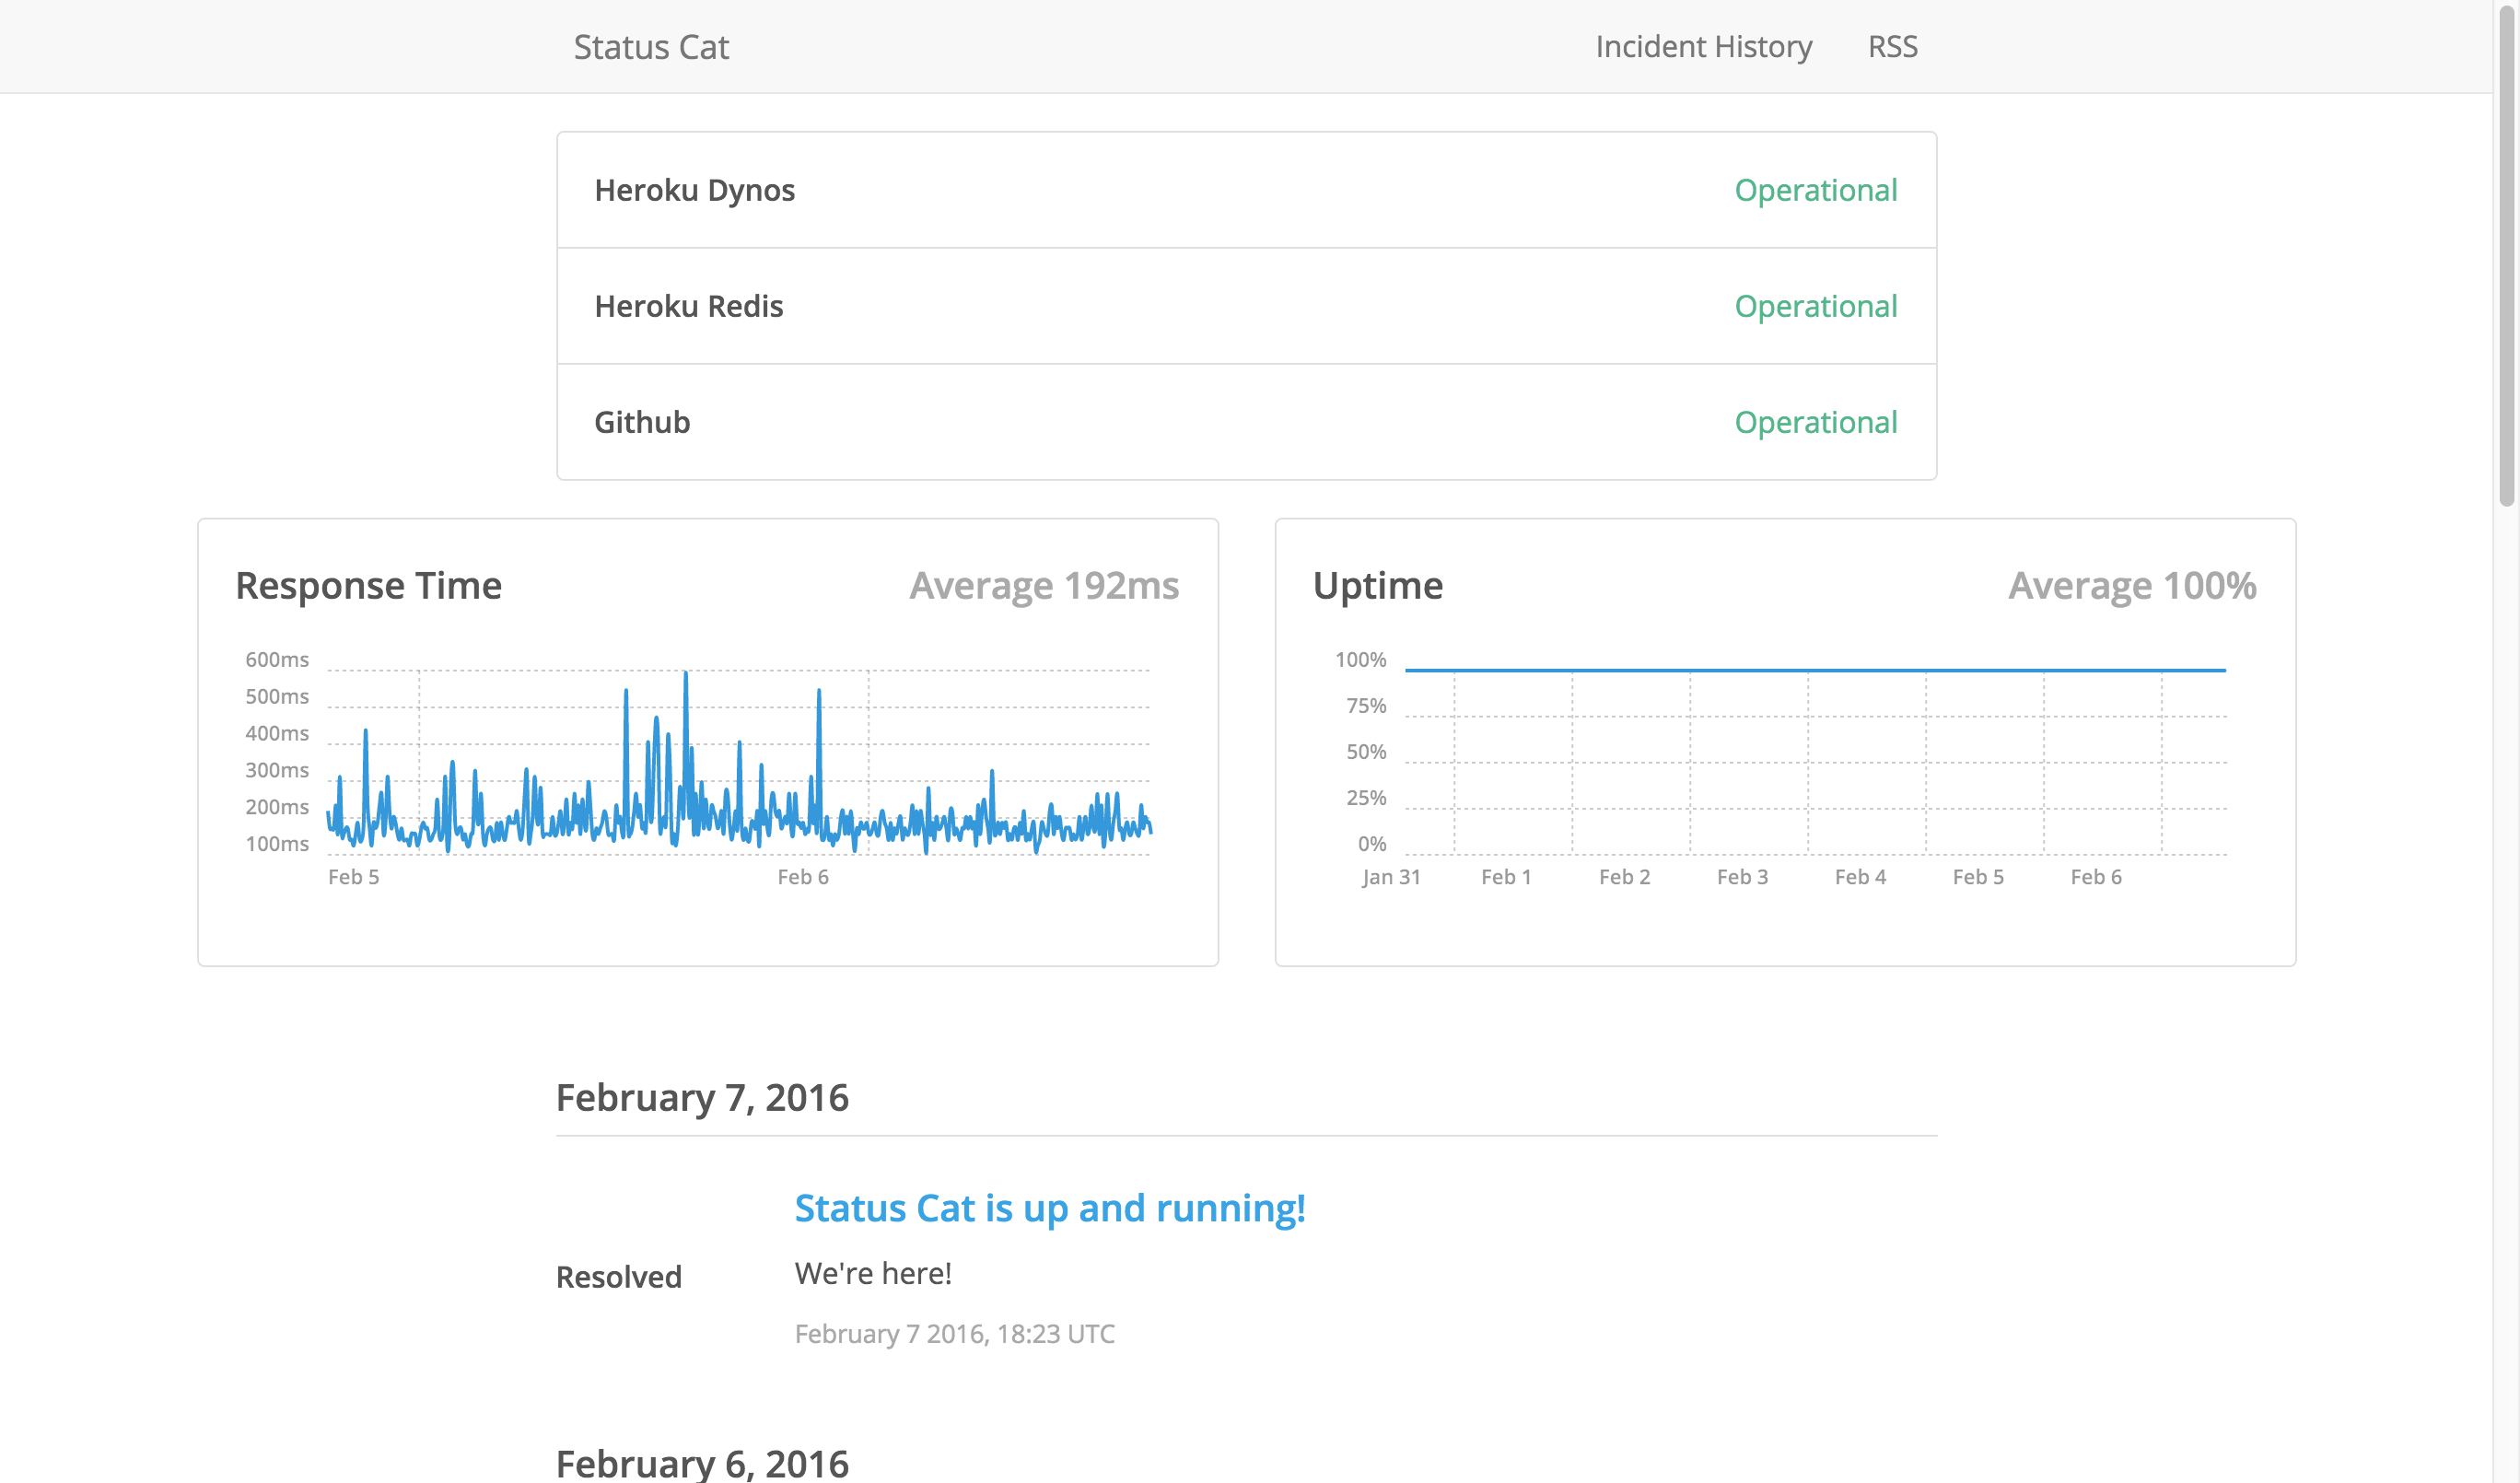 Status Cat Incident History RSS
Heroku Dynos Operational
Heroku Redis Operational
Github Operational
Response Time Average 192ms
600ms
500ms
400ms
300ms
200ms
100ms
Feb 5 Feb 6
Uptime Average 100%
100%
75%
50%
25%
0%
Jan 31 Feb 1 Feb 2 Feb 3 Feb 4 Feb 5 Feb 6
February 7, 2016
Status Cat is up and running!
Resolved We're here!
February 7 2016, 18:23 UTC
February 6, 2016